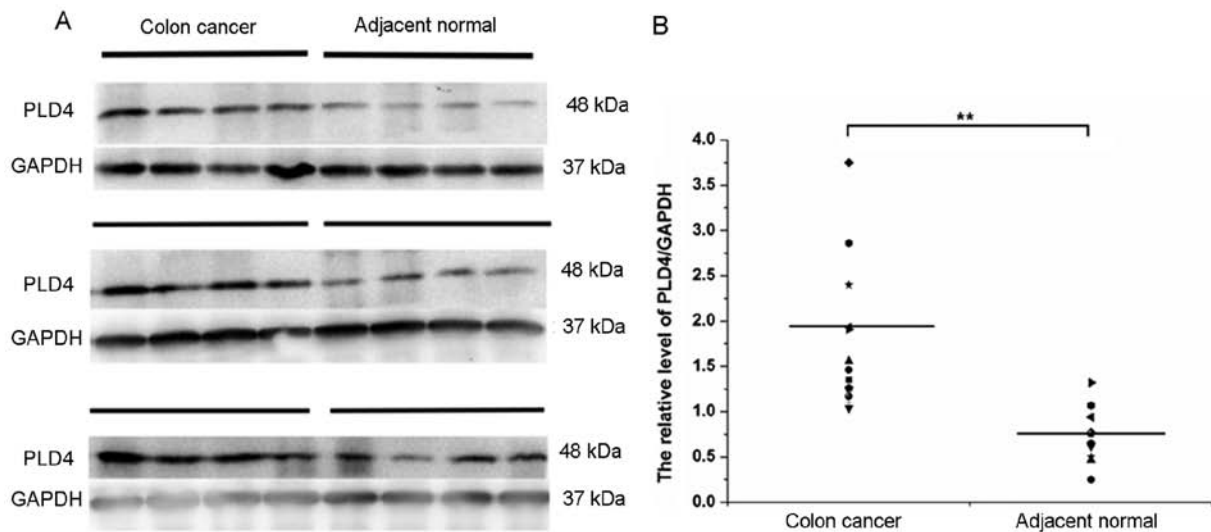 A
Colon cancer
Adjacent normal
PLD4
48 kDa
GAPDH
37 kDa
PLD4
48 kDa
GAPDH
37 kDa
PLD4
48 kDa
GAPDH
37 kDa
B
**
The relative level of PLD4/GAPDH
4.0
3.5
3.0
2.5
2.0
1.5
1.0
0.5
0.0
Colon cancer
Adjacent normal